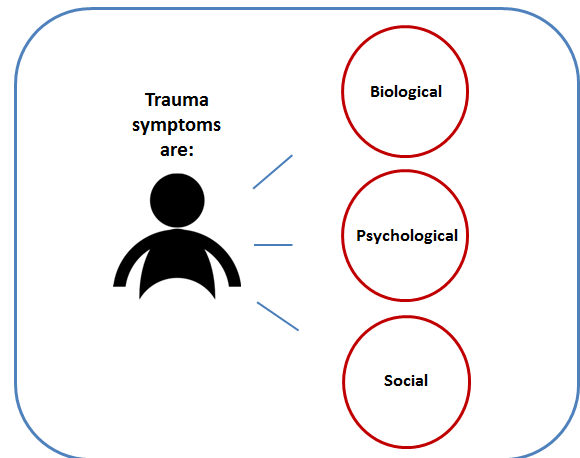 Trauma
symptoms
are:
Biological
Psychological
Social